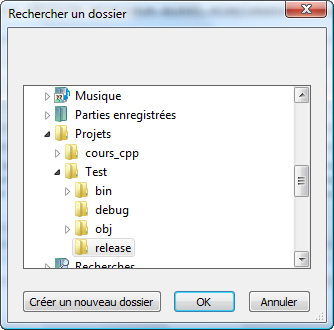 Rechercher un dossier
Musique
Parties enregistrées
Projets
cours_cpp
Test
bin
debug
obj
release
Recherches
Créer un nouveau dossier
OK
Annuler